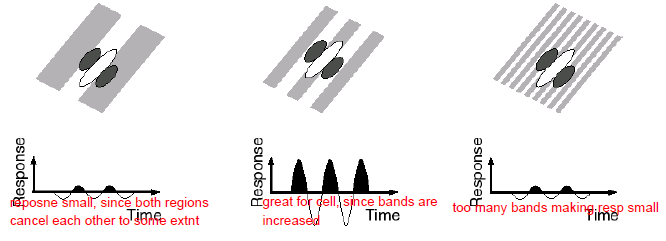 Response
reposne small, since both regions
cancel each other to some extnt
Time
Response
great for cell, since bands are
increased
Time
Response
too many bands making resp small
Time